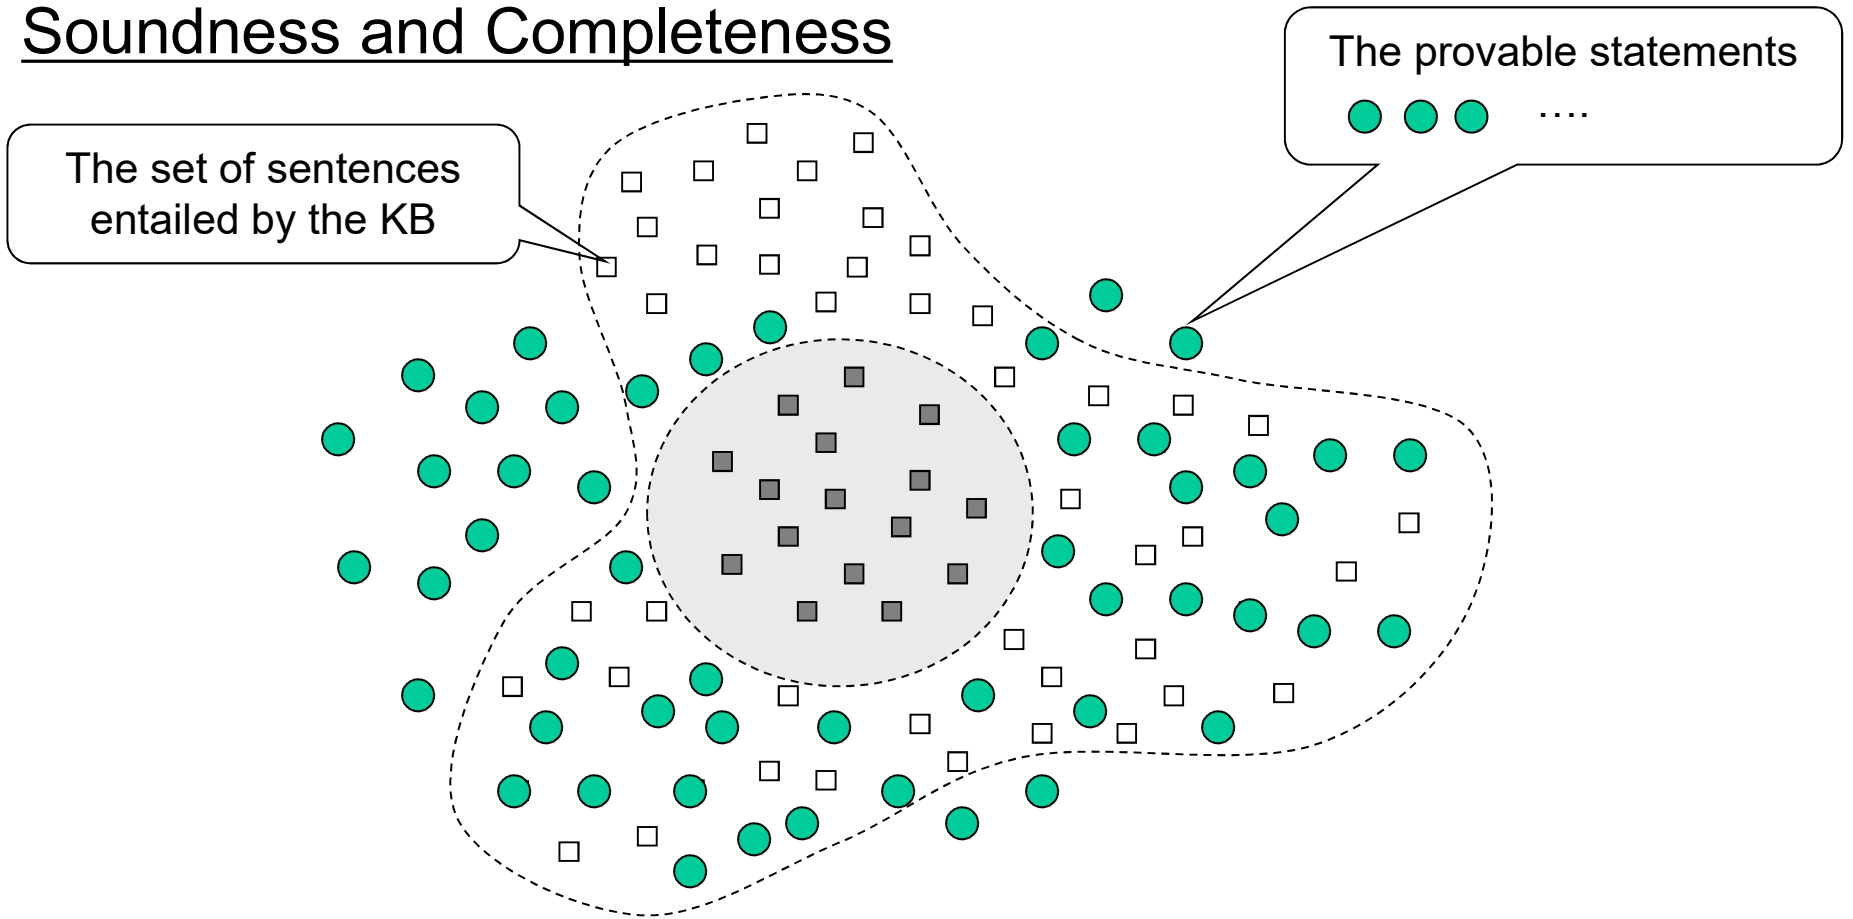 Soundness and Completeness
The provable statements
....
The set of sentences
entailed by the KB